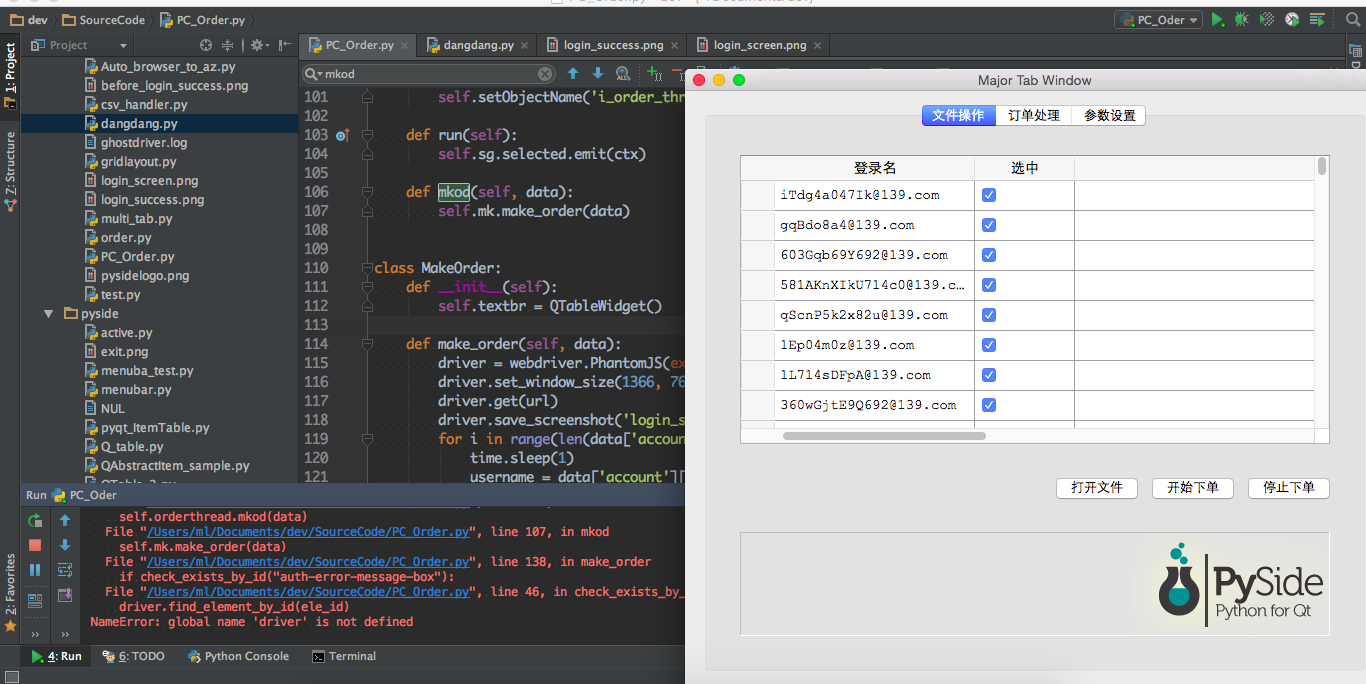 PC_Order.py - dev - [~/Documents/dev]
dev SourceCode PC_Order.py PC_Oder
Project
PC_Order.py dangdang.py login_success.png login_screen.png
1: Project
Z: Structure
2: Favorites
Auto_browser_to_az.py
before_login_success.png
csv_handler.py
dangdang.py
ghostdriver.log
gridlayout.py
login_screen.png
login_success.png
multi_tab.py
order.py
PC_Order.py
pysidelogo.png
test.py
pyside
active.py
exit.png
menuba_test.py
menubar.py
NUL
pyqt_ItemTable.py
Q_table.py
QAbstractItem_sample.py
mkod
101 self.setObjectName('i_order_thr
102
103 def run(self):
104 self.sg.selected.emit(ctx)
105
106 def mkod(self, data):
107 self.mk.make_order(data)
108
109
110 class MakeOrder:
111 def __init__(self):
112 self.textbr = QTableWidget()
113
114 def make_order(self, data):
115 driver = webdriver.PhantomJS(ex
116 driver.set_window_size(1366, 76
117 driver.get(url)
118 driver.save_screenshot('login_s
119 for i in range(len(data['accoun
120 time.sleep(1)
121 username = data['account'][
Run PC_Oder
self.orderthread.mkod(data)
File "/Users/ml/Documents/dev/SourceCode/PC_Order.py", line 107, in mkod
self.mk.make_order(data)
File "/Users/ml/Documents/dev/SourceCode/PC_Order.py", line 138, in make_order
if check_exists_by_id("auth-error-message-box"):
File "/Users/ml/Documents/dev/SourceCode/PC_Order.py", line 46, in check_exists_by_
driver.find_element_by_id(ele_id)
NameError: global name 'driver' is not defined
4: Run 6: TODO Python Console Terminal
Major Tab Window
文件操作 订单处理 参数设置
登录名 选中
iTdg4a047Ik@139.com
gqBdo8a4@139.com
603Gqb69Y692@139.com
581AKnXIkU714c0@139.c…
qScnP5k2x82u@139.com
1Ep04m0z@139.com
1L714sDFpA@139.com
360wGjtE9Q692@139.com
打开文件 开始下单 停止下单
PySide
Python for Qt